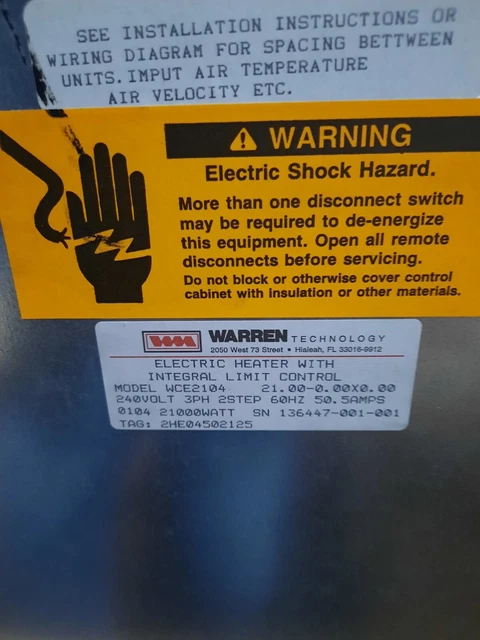 SEE INSTALLATION INSTRUCTIONS OR
WIRING DIAGRAM FOR SPACING BETTWEEN
UNITS. IMPUT AIR TEMPERATURE
AIR VELOCITY ETC.
WARNING
Electric Shock Hazard.
More than one disconnect switch
may be required to de-energize
this equipment. Open all remote
disconnects before servicing.
Do not block or otherwise cover control
cabinet with insulation or other materials.
WARREN TECHNOLOGY
2050 West 73 Street • Hialeah, FL 33016-9912
ELECTRIC HEATER WITH
INTEGRAL LIMIT CONTROL
MODEL WCE2104 21.00-0.00X0.00
240VOLT 3PH 2STEP 60HZ 50.5AMPS
0104 21000WATT SN 136447-001-001
TAG: 2HE04502125